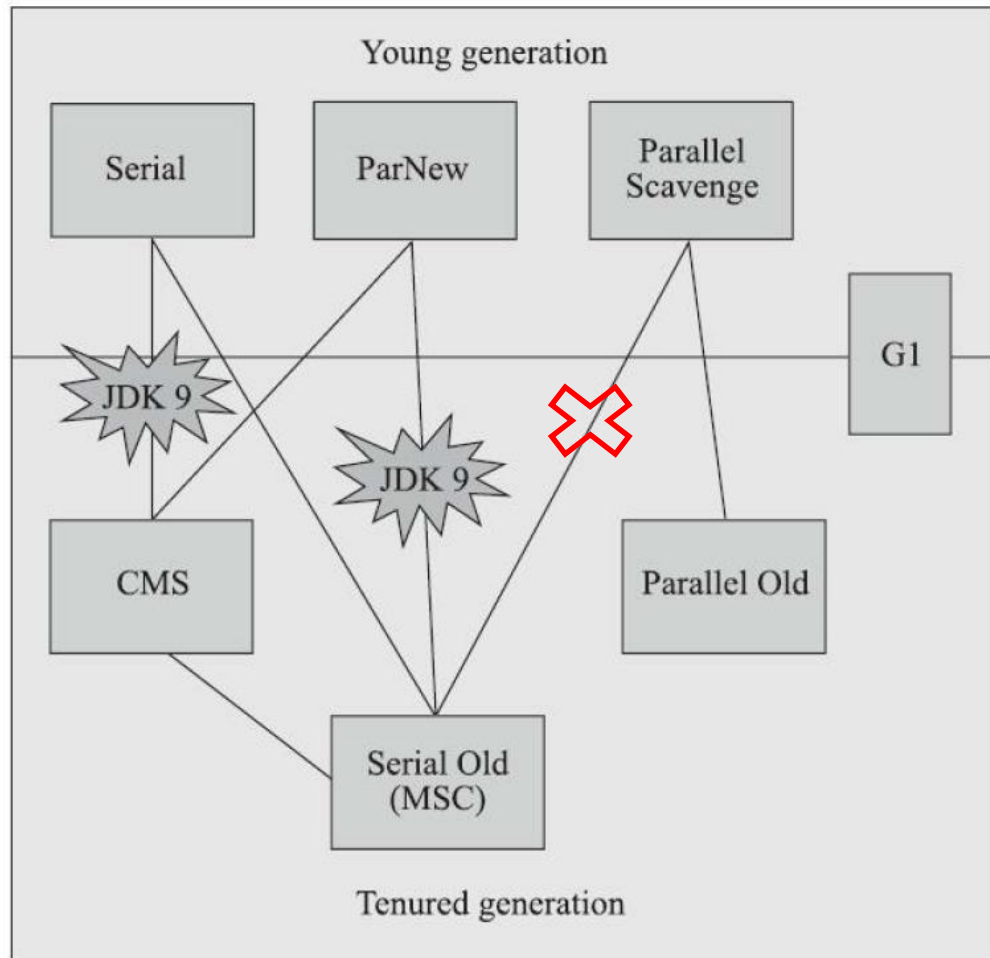 Young generation
Serial
ParNew
Parallel
Scavenge
G1
JDK 9
JDK 9
CMS
Parallel Old
Serial Old
(MSC)
Tenured generation